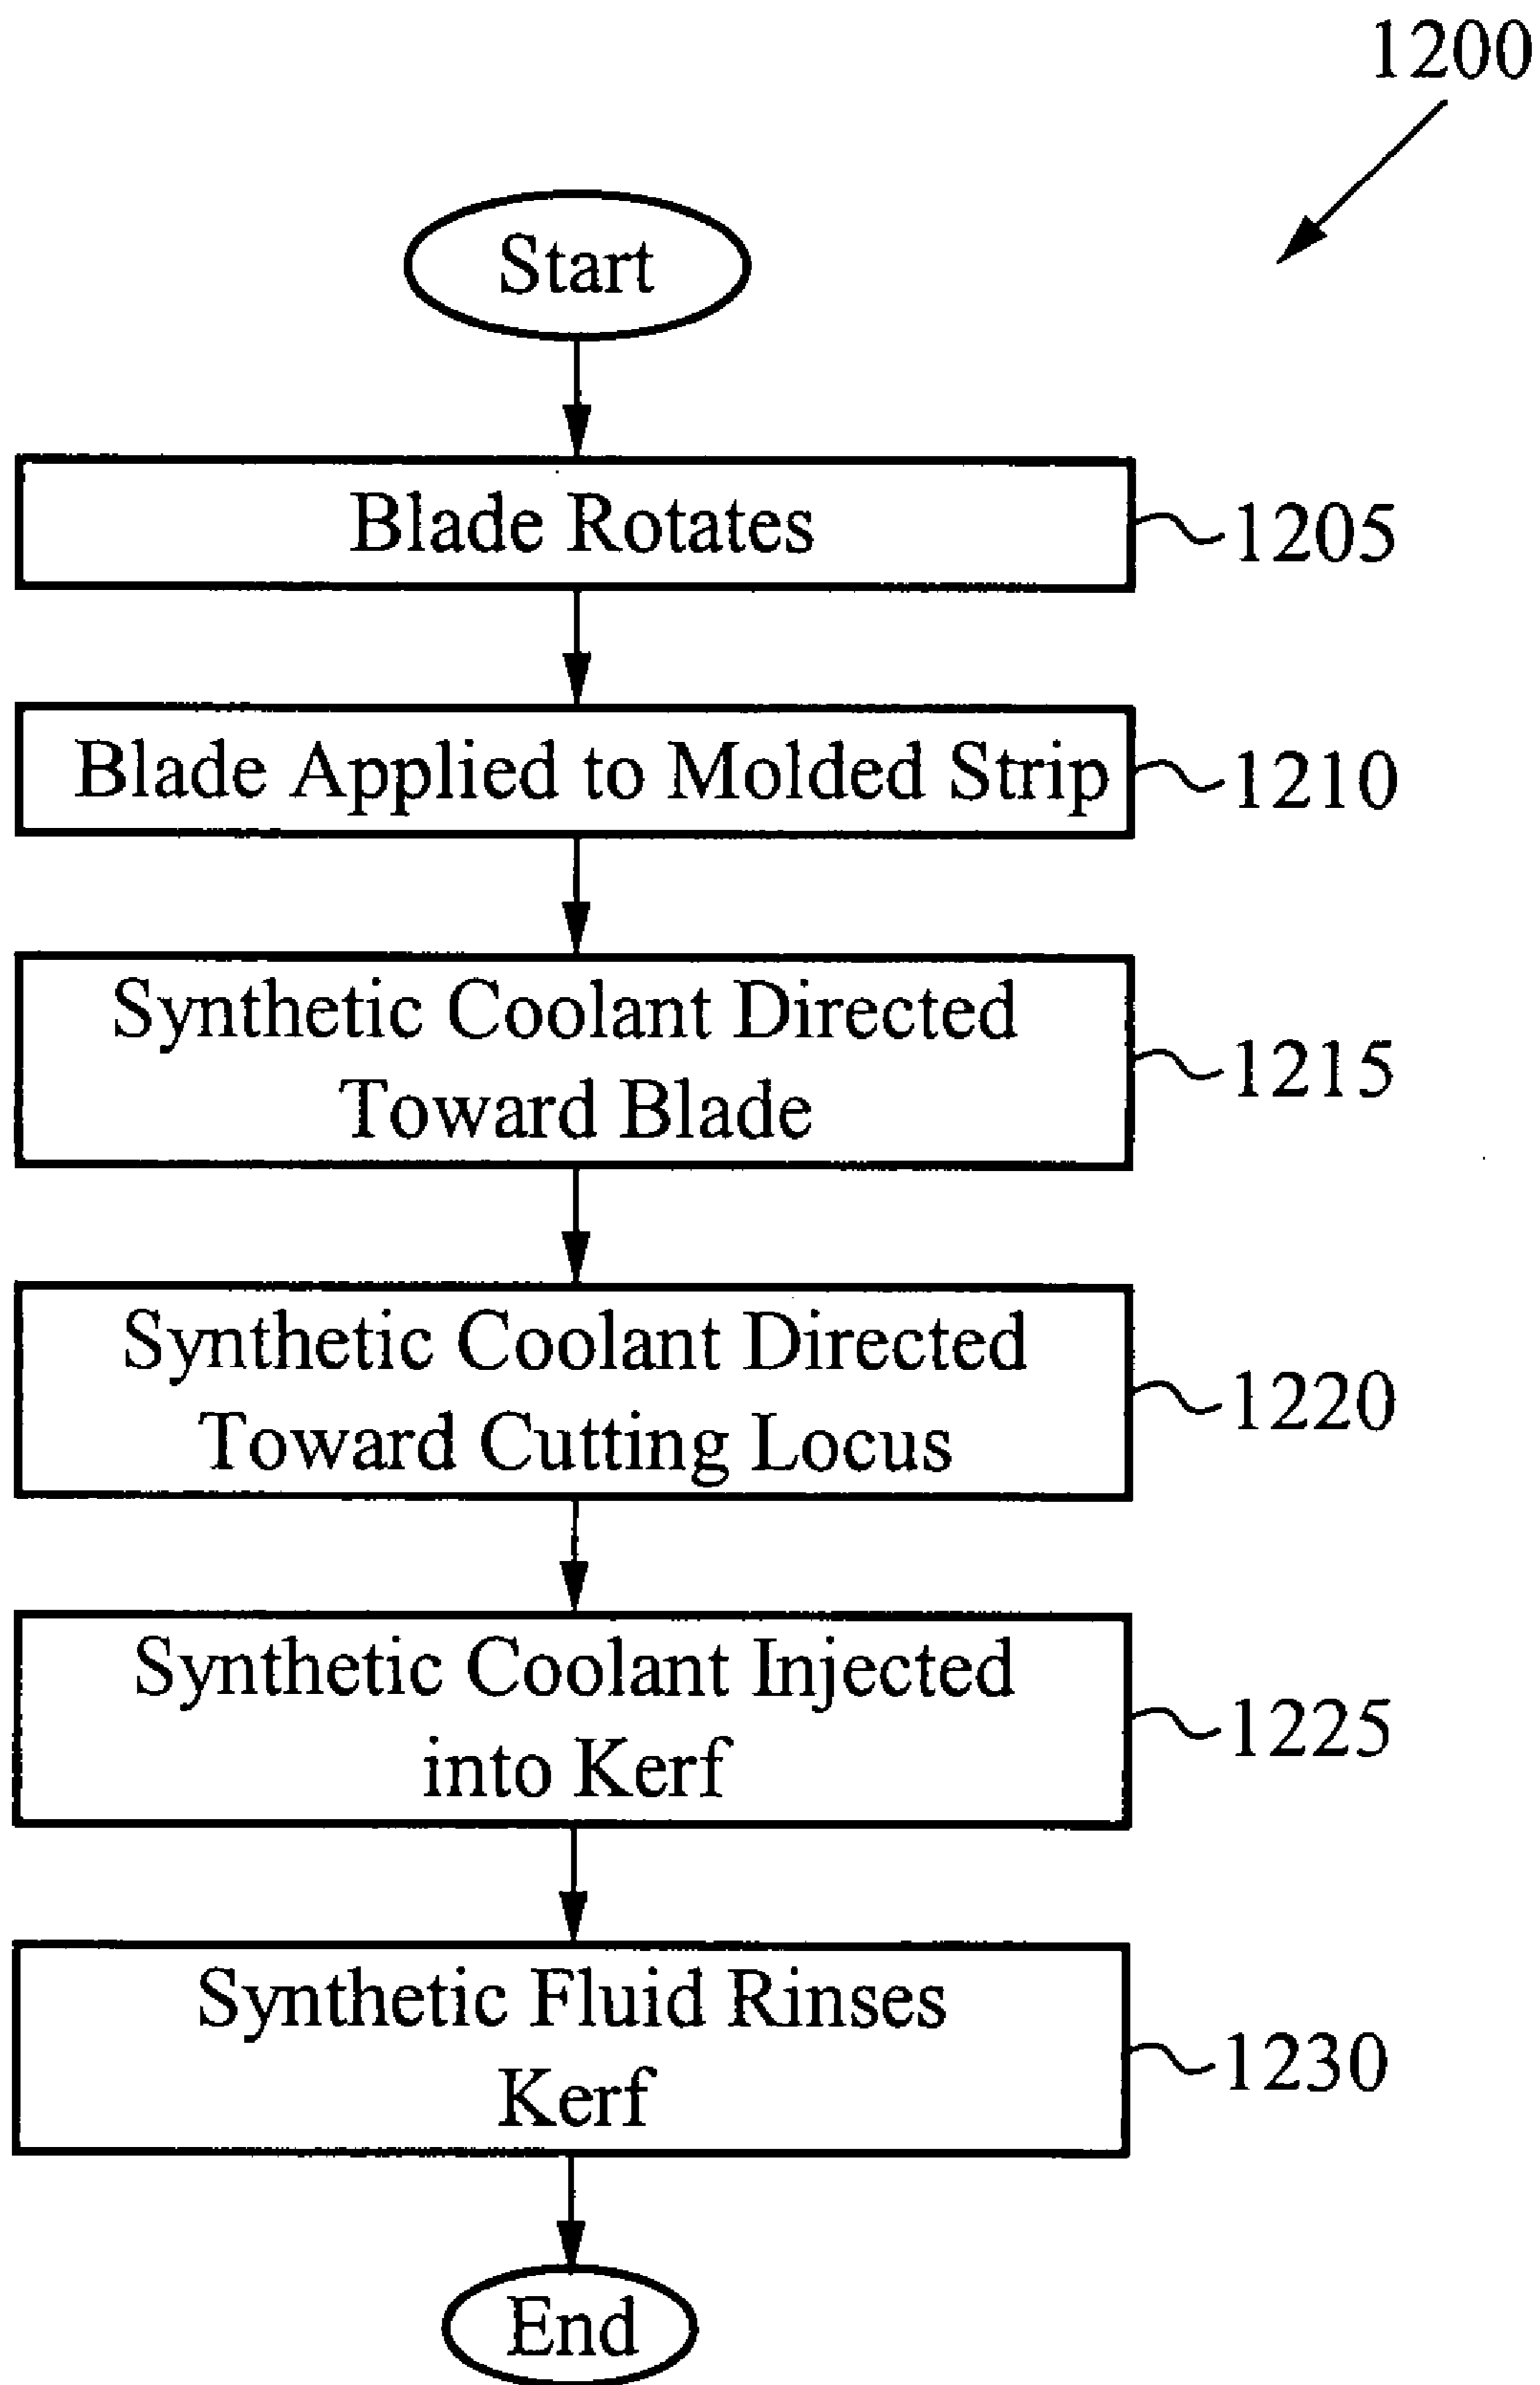 1200
Start
Blade Rotates
1205
Blade Applied to Molded Strip
1210
Synthetic Coolant Directed
Toward Blade
1215
Synthetic Coolant Directed
Toward Cutting Locus
1220
Synthetic Coolant Injected
into Kerf
1225
Synthetic Fluid Rinses
Kerf
1230
End